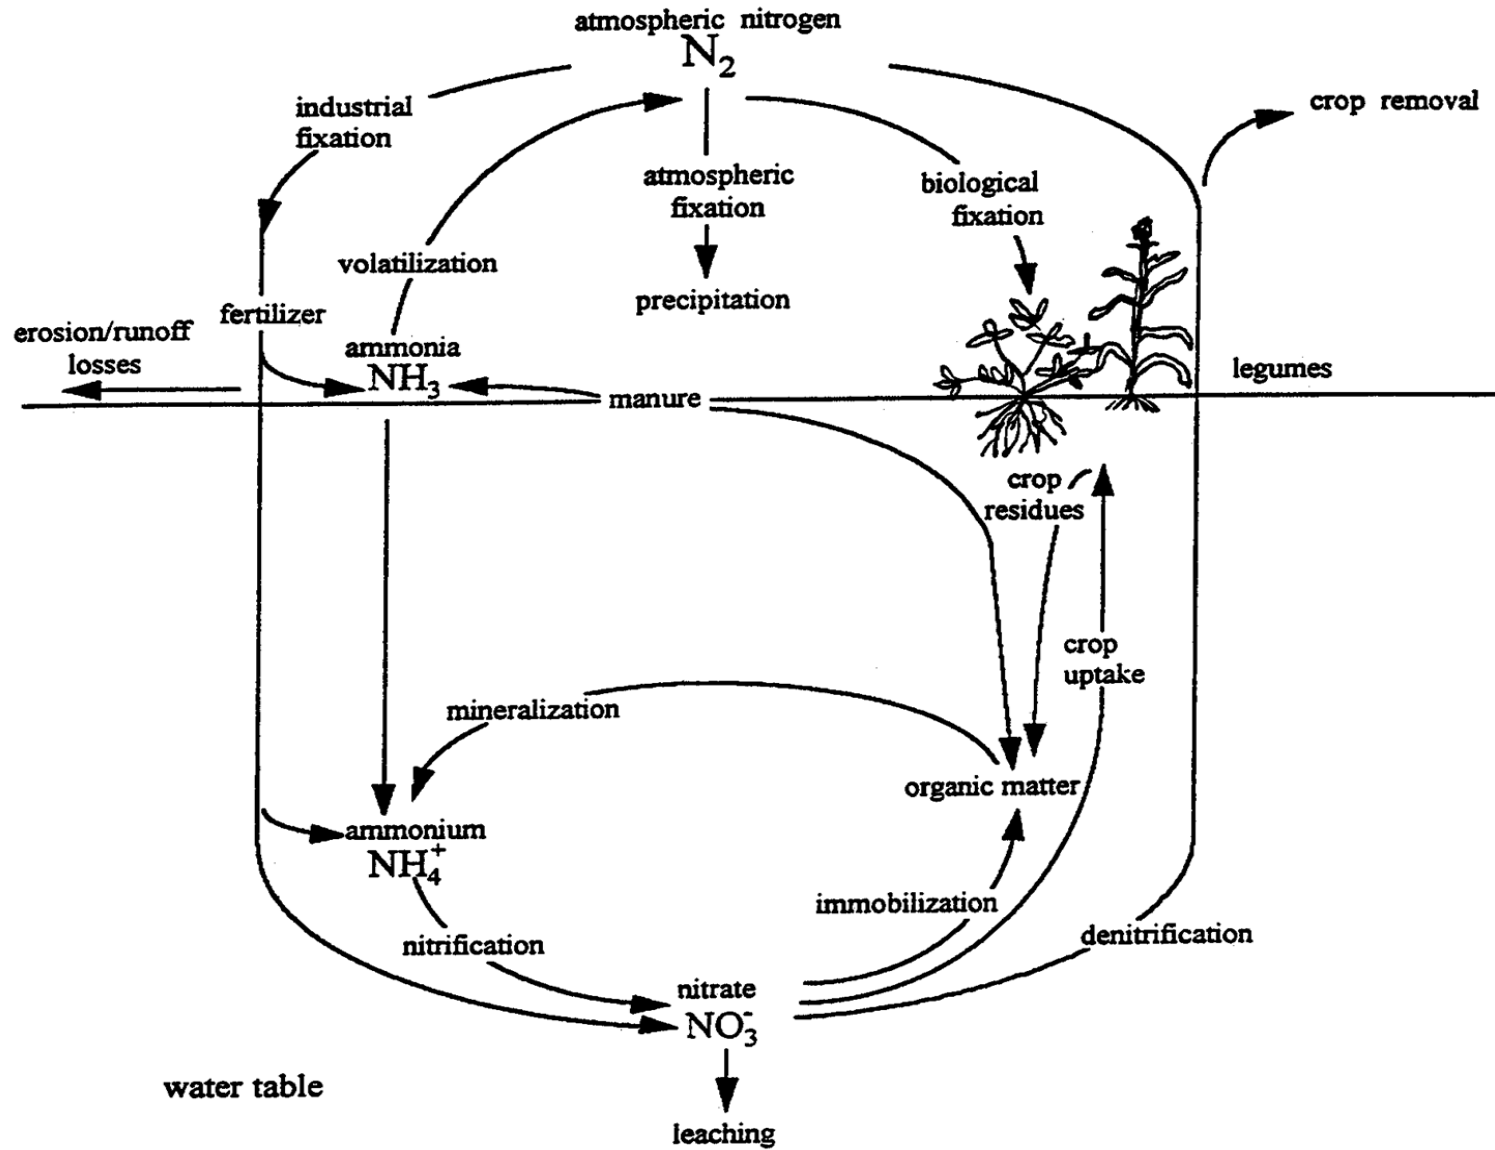 atmospheric nitrogen
N₂
industrial
fixation
crop removal
atmospheric
fixation
biological
fixation
volatilization
precipitation
fertilizer
erosion/runoff
losses
ammonia
NH₃
legumes
manure
crop
residues
crop
uptake
mineralization
organic matter
ammonium
NH₄⁺
immobilization
nitrification
denitrification
nitrate
NO₃⁻
water table
leaching